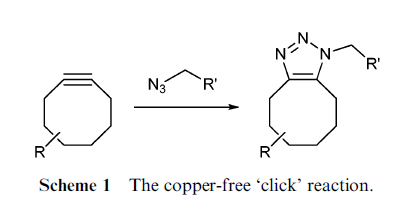 N
N N
N₃ R' R'
R R
Scheme 1 The copper-free ‘click’ reaction.